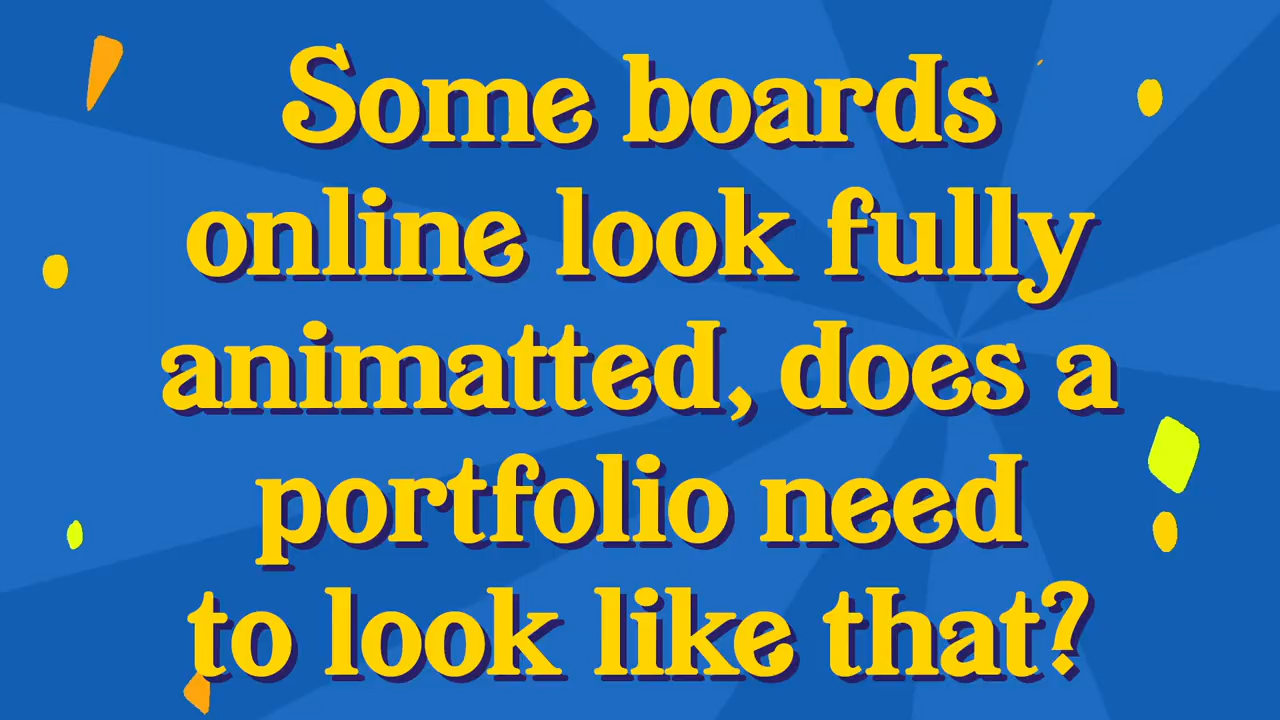 Some boards
online look fully
animatted, does a
portfolio need
to look like that?